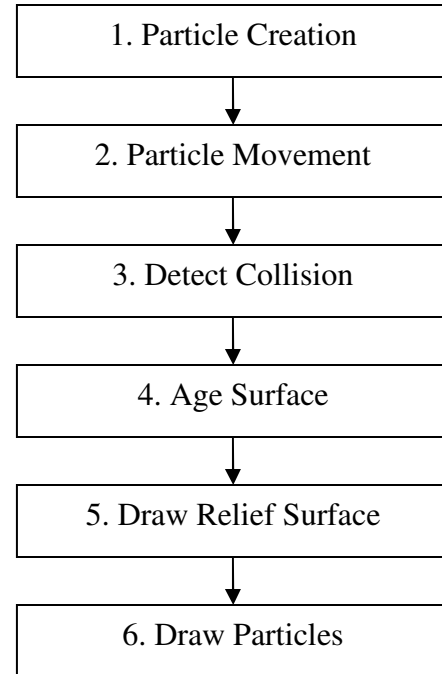 1. Particle Creation
2. Particle Movement
3. Detect Collision
4. Age Surface
5. Draw Relief Surface
6. Draw Particles